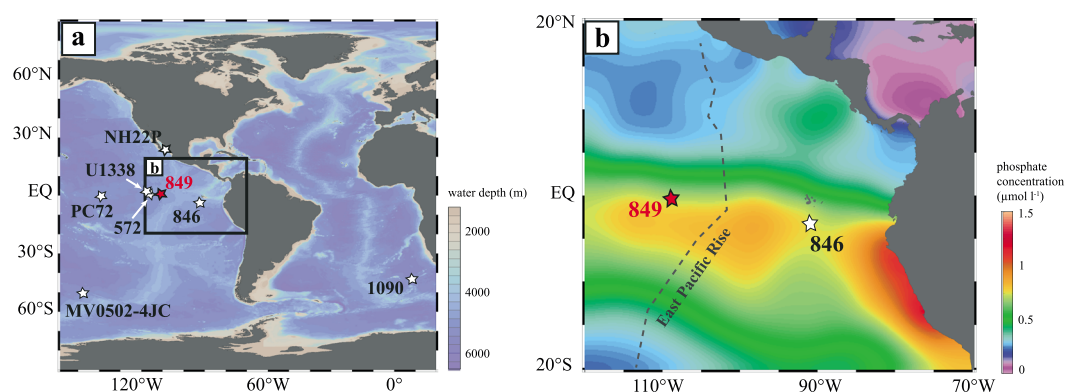 a
60°N
30°N
EQ
30°S
60°S
120°W
60°W
0°
NH22P
U1338
b
849
PC72
572
846
1090
MV0502-4JC
water depth (m)
2000
4000
6000
b
20°N
EQ
20°S
110°W
90°W
70°W
849
846
East Pacific Rise
phosphate
concentration
(µmol l-1)
1.5
1
0.5
0